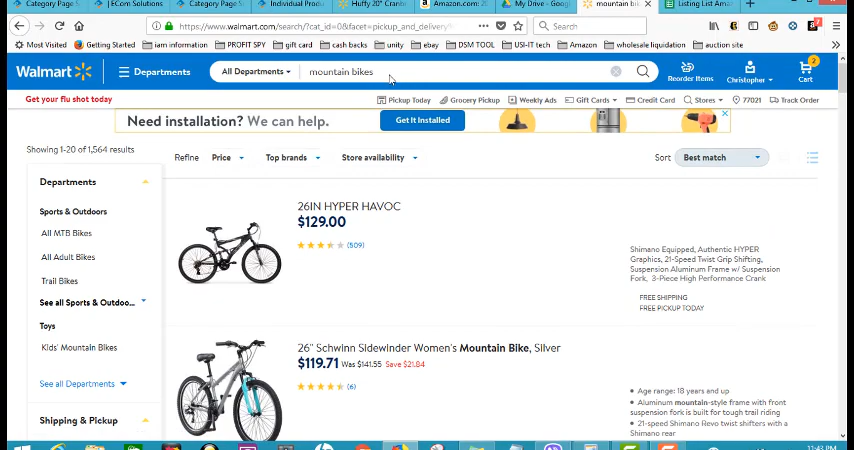 Category Page S
ECom Solutions
Category Page S
Individual Produ
Huffy 20" Cranb
Amazon.com: 20
My Drive - Googl
mountain bik
Listing List Amaz
https://www.walmart.com/search/?cat_id=0&facet=pickup_and_delivery%
Search
Most Visited
Getting Started
iam information
PROFIT SPY
gift card
cash backs
unity
ebay
DSM TOOL
USI-IT tech
Amazon
wholesale liquidation
auction site
Walmart
Departments
All Departments
mountain bikes
Reorder Items
Christopher
2
Cart
Get your flu shot today
Pickup Today
Grocery Pickup
Weekly Ads
Gift Cards
Credit Card
Stores
77021
Track Order
Need installation? We can help.
Get It Installed
Showing 1-20 of 1,564 results
Refine
Price
Top brands
Store availability
Sort
Best match
Departments
Sports & Outdoors
All MTB Bikes
All Adult Bikes
Trail Bikes
See all Sports & Outdoo...
Toys
Kids' Mountain Bikes
See all Departments
Shipping & Pickup
26IN HYPER HAVOC
$129.00
(509)
Shimano Equipped, Authentic HYPER
Graphics, 21-Speed Twist Grip Shifting,
Suspension Aluminum Frame w/ Suspension
Fork, 3-Piece High Performance Crank
FREE SHIPPING
FREE PICKUP TODAY
26" Schwinn Sidewinder Women's Mountain Bike, Silver
$119.71 Was $141.55 Save $21.84
(6)
Age range: 18 years and up
Aluminum mountain-style frame with front
suspension fork is built for tough trail riding
21-speed Shimano Revo twist shifters with a
Shimano rear
11:43 PM